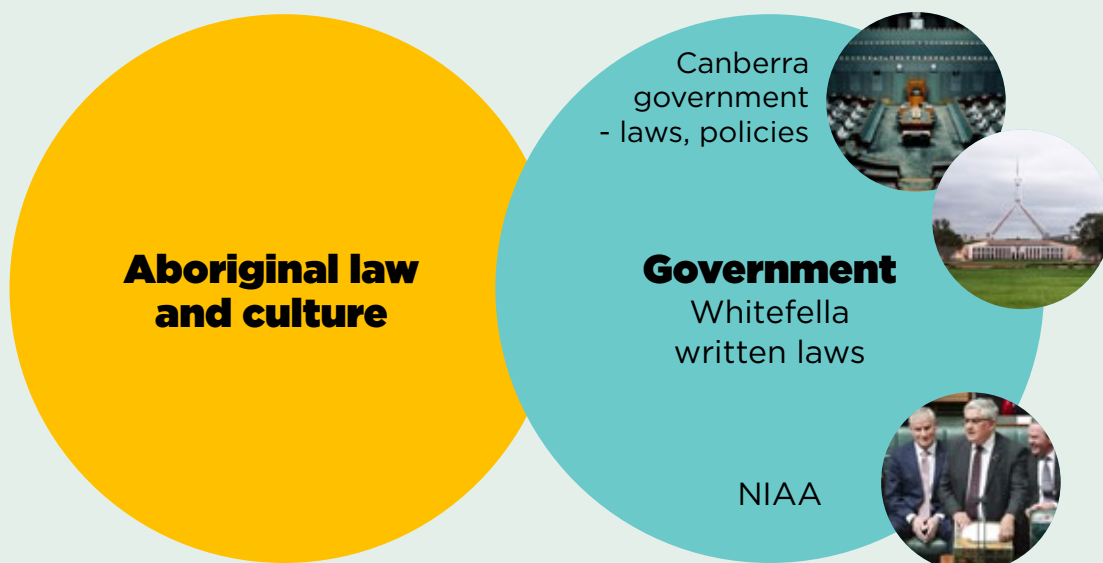 Aboriginal law
and culture
Canberra
government
- laws, policies
Government
Whitefella
written laws
NIAA